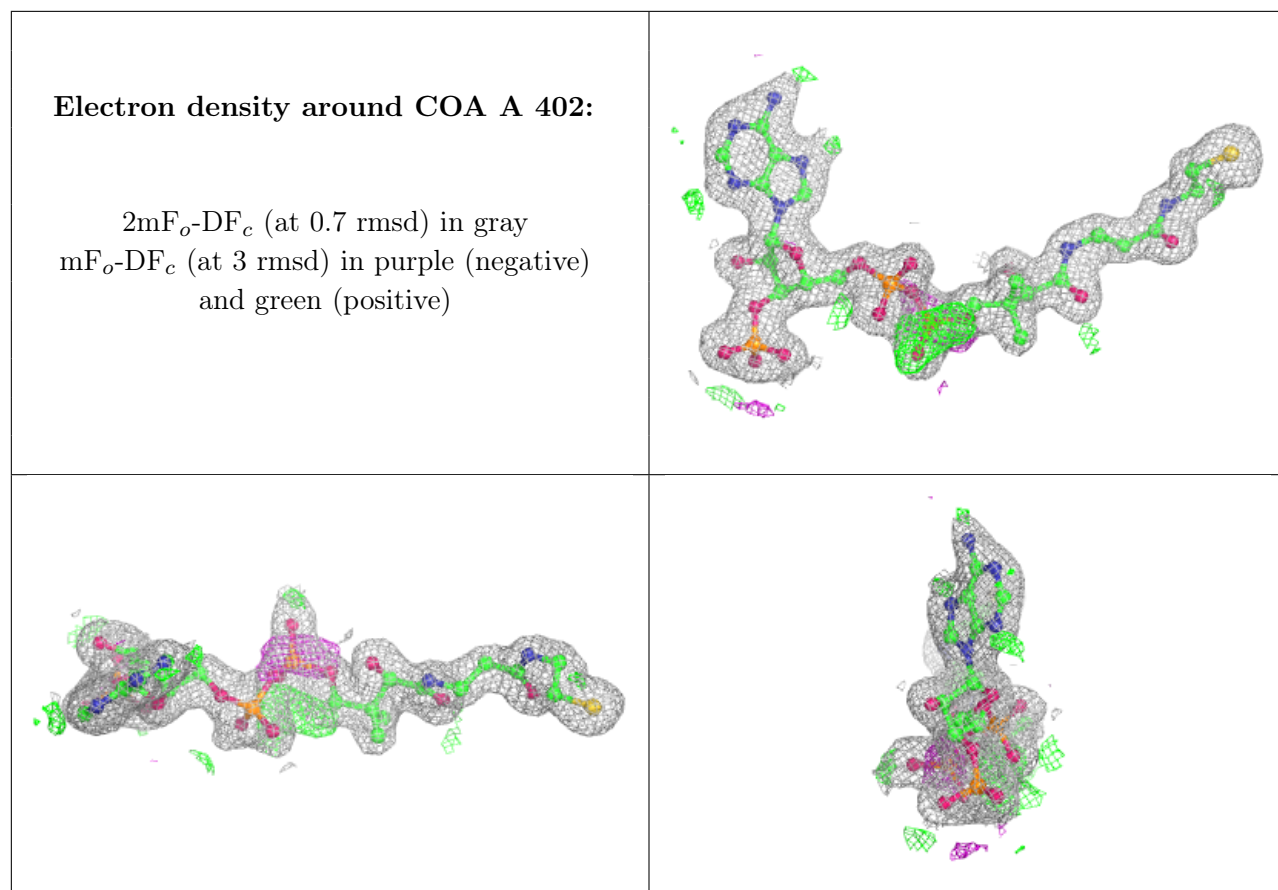 Electron density around COA A 402:
2mFo-DFc (at 0.7 rmsd) in gray
mFo-DFc (at 3 rmsd) in purple (negative)
and green (positive)